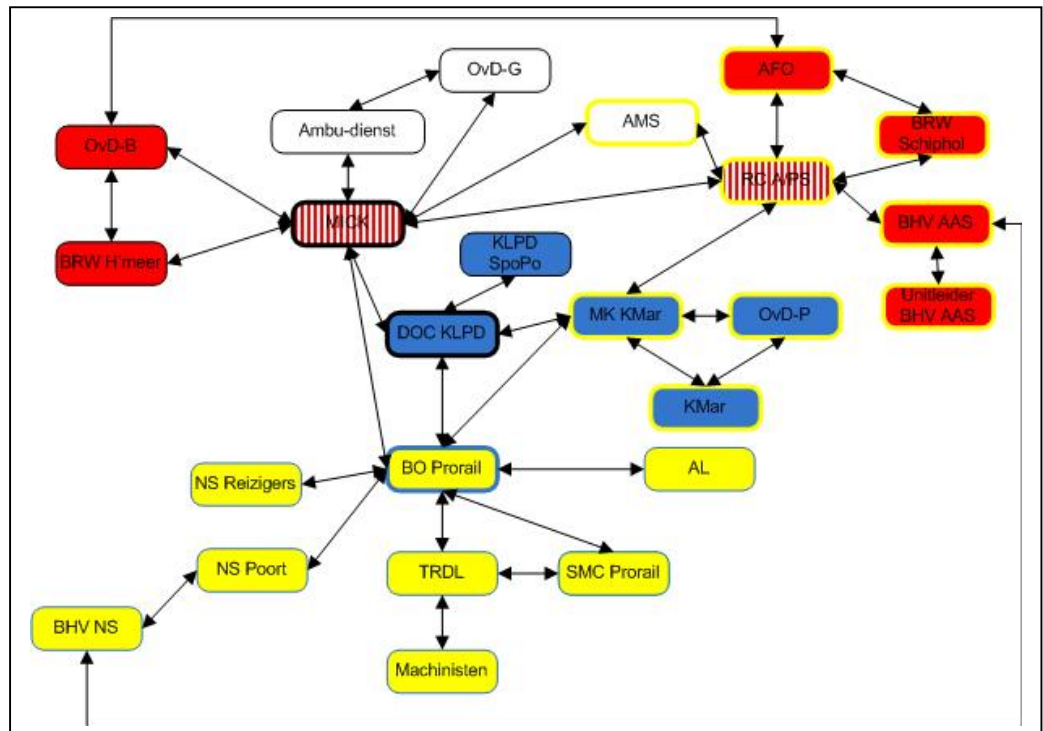 OvD-G
AFO
Ambu-dienst
AMS
OvD-B
BRW
Schiphol
RC A/PS
MICK
BHV AAS
BRW H'meer
KLPD
SpoPo
Unitleider
BHV AAS
MK KMar
OvD-P
DOC KLPD
KMar
BO Prorail
AL
NS Reizigers
NS Poort
TRDL
SMC Prorail
BHV NS
Machinisten